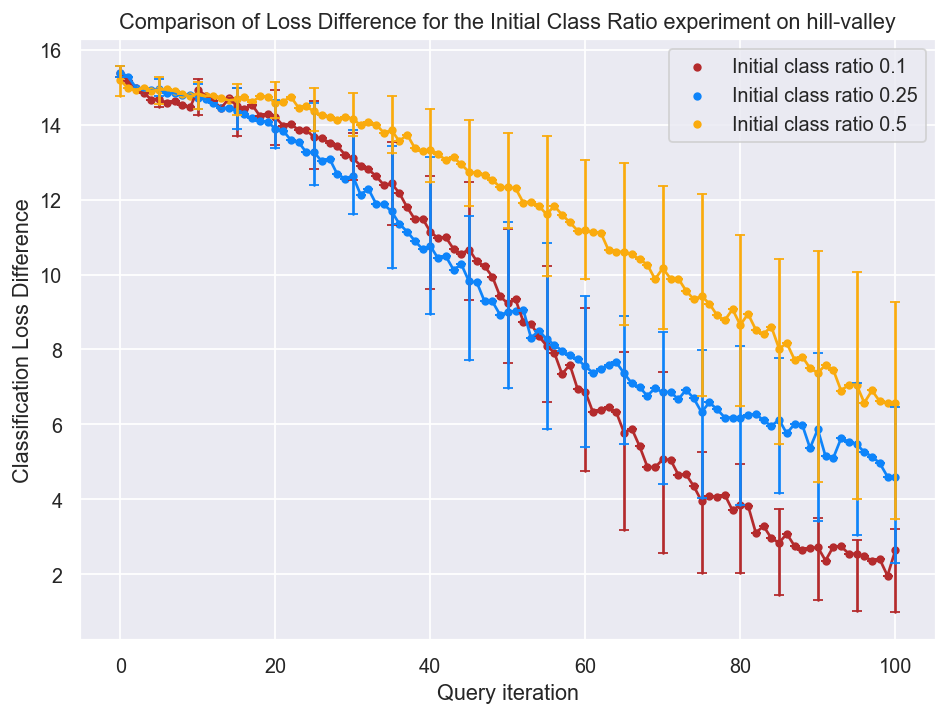 Comparison of Loss Difference for the Initial Class Ratio experiment on hill-valley
Initial class ratio 0.1
Initial class ratio 0.25
Initial class ratio 0.5
Classification Loss Difference
16
14
12
10
8
6
4
2
0 20 40 60 80 100
Query iteration